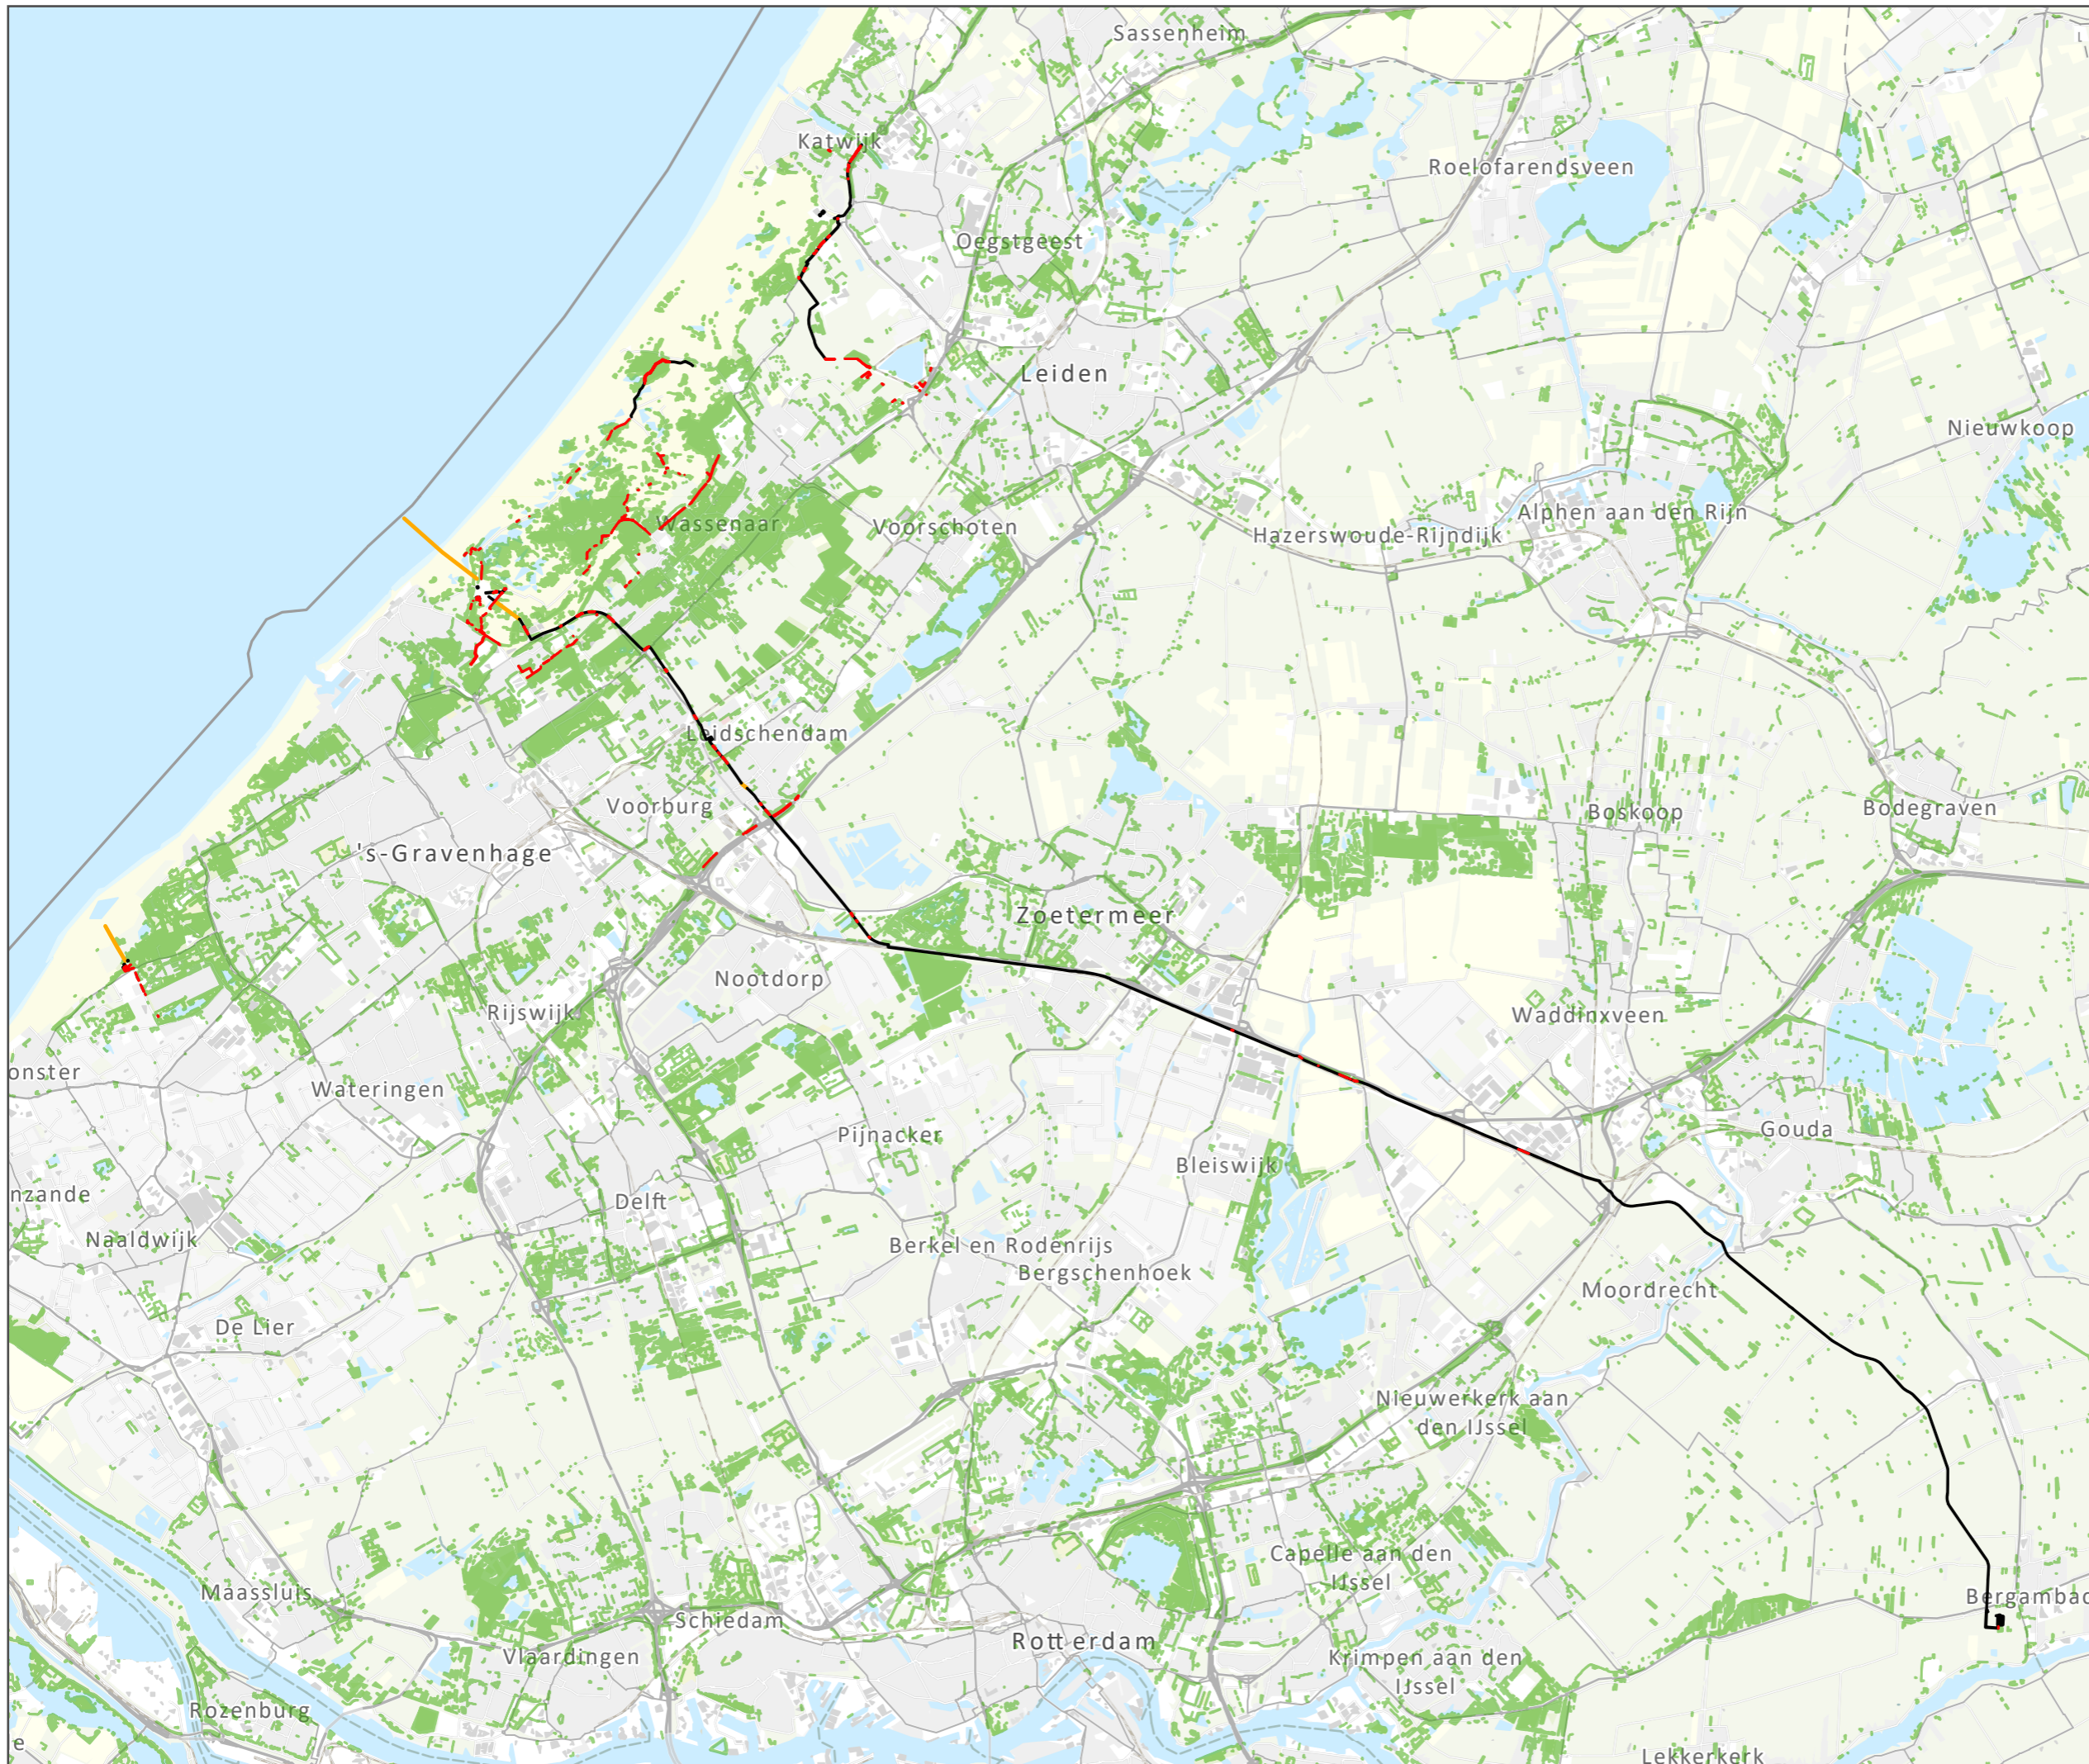 Sassenheim
Katwijk
Roelofarendsveen
Oegstgeest
Leiden
Nieuwkoop
Wassenaar
Voorschoten
Alphen aan den Rijn
Hazerswoude-Rijndijk
Leidschendam
Voorburg
Boskoop
Bodegraven
's-Gravenhage
Zoetermeer
Nootdorp
Rijswijk
Waddinxveen
onster
Wateringen
Pijnacker
Gouda
Bleiswijk
nzande
Delft
Naaldwijk
Berkel en Rodenrijs
Bergschenhoek
Moordrecht
De Lier
Nieuwerkerk aan
den IJssel
Capelle aan den
IJssel
Maassluis
Bergambac
Schiedam
Rotterdam
Vlaardingen
Krimpen aan den
IJssel
Rozenburg
e
Lekkerkerk